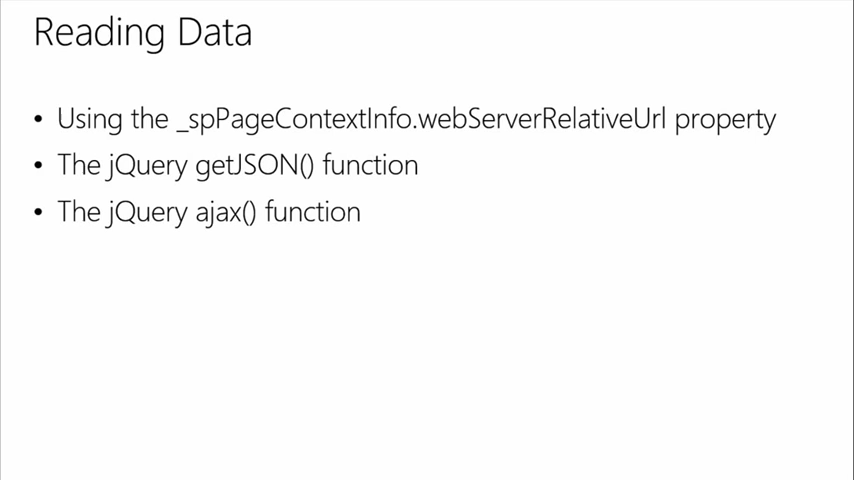 Reading Data
• Using the _spPageContextInfo.webServerRelativeUrl property
• The jQuery getJSON() function
• The jQuery ajax() function